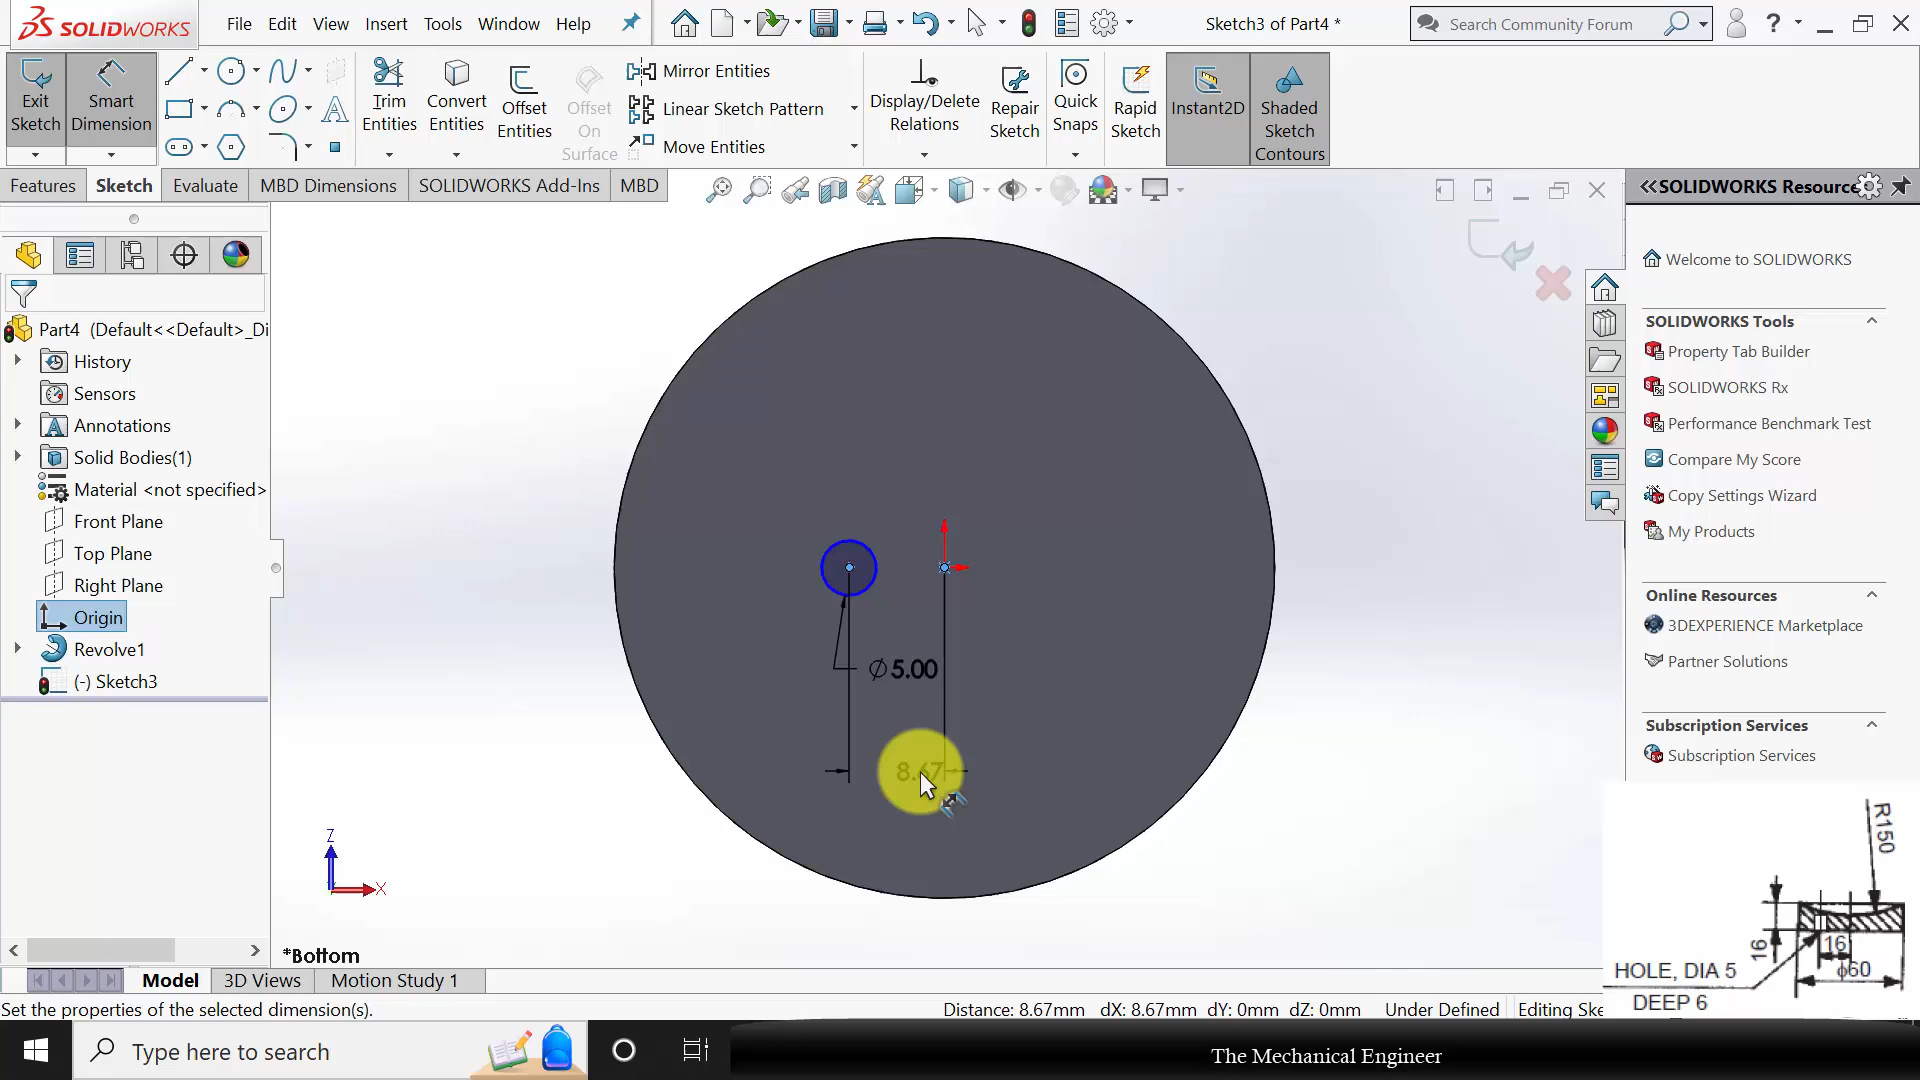 SOLIDWORKS
File Edit View Insert Tools Window Help
Sketch3 of Part4 *
Search Community Forum
Exit Sketch
Smart Dimension
Trim Entities
Convert Entities
Offset Entities
Offset On Surface
Mirror Entities
Linear Sketch Pattern
Move Entities
Display/Delete Relations
Repair Sketch
Quick Snaps
Rapid Sketch
Instant2D
Shaded Sketch Contours
Features Sketch Evaluate MBD Dimensions SOLIDWORKS Add-Ins MBD
SOLIDWORKS Resource
Part4 (Default<<Default>_Di
History
Sensors
Annotations
Solid Bodies(1)
Material <not specified>
Front Plane
Top Plane
Right Plane
Origin
Revolve1
(-) Sketch3
Ø5.00
8.67
Z
X
*Bottom
Welcome to SOLIDWORKS
SOLIDWORKS Tools
Property Tab Builder
SOLIDWORKS Rx
Performance Benchmark Test
Compare My Score
Copy Settings Wizard
My Products
Online Resources
3DEXPERIENCE Marketplace
Partner Solutions
Subscription Services
Subscription Services
R150
16
16
ϕ60
HOLE, DIA 5
DEEP 6
Model 3D Views Motion Study 1
Set the properties of the selected dimension(s).
Distance: 8.67mm dX: 8.67mm dY: 0mm dZ: 0mm Under Defined Editing Ske
Type here to search
The Mechanical Engineer